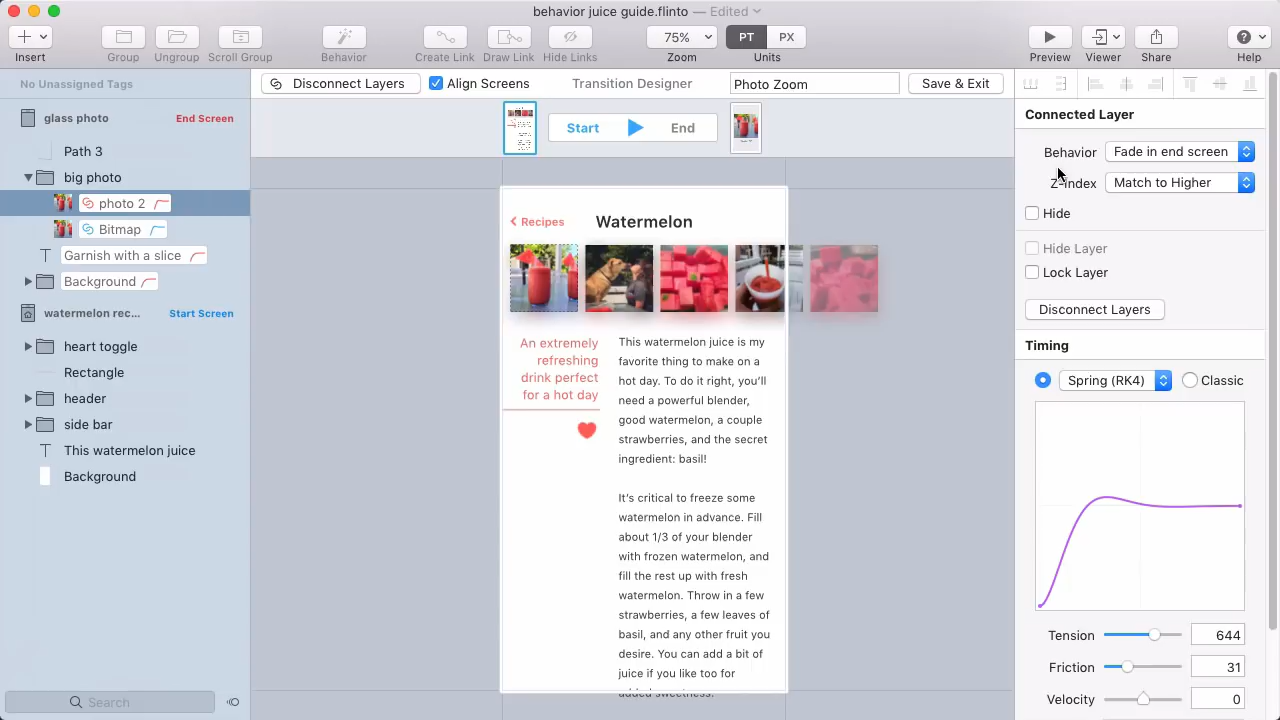 behavior juice guide.flinto — Edited
Insert
Group
Ungroup
Scroll Group
Behavior
Create Link
Draw Link
Hide Links
75%
Zoom
PT
PX
Units
Preview
Viewer
Share
Help
No Unassigned Tags
Disconnect Layers
Align Screens
Transition Designer
Photo Zoom
Save & Exit
glass photo
End Screen
Path 3
big photo
photo 2
Bitmap
Garnish with a slice
Background
watermelon rec...
Start Screen
heart toggle
Rectangle
header
side bar
This watermelon juice
Background
Search
Start
End
Recipes
Watermelon
An extremely
refreshing
drink perfect
for a hot day
This watermelon juice is my
favorite thing to make on a
hot day. To do it right, you'll
need a powerful blender,
good watermelon, a couple
strawberries, and the secret
ingredient: basil!
It's critical to freeze some
watermelon in advance. Fill
about 1/3 of your blender
with frozen watermelon, and
fill the rest up with fresh
watermelon. Throw in a few
strawberries, a few leaves of
basil, and any other fruit you
desire. You can add a bit of
juice if you like too for
added sweetness.
Connected Layer
Behavior
Fade in end screen
Z-Index
Match to Higher
Hide
Hide Layer
Lock Layer
Disconnect Layers
Timing
Spring (RK4)
Classic
Tension
644
Friction
31
Velocity
0